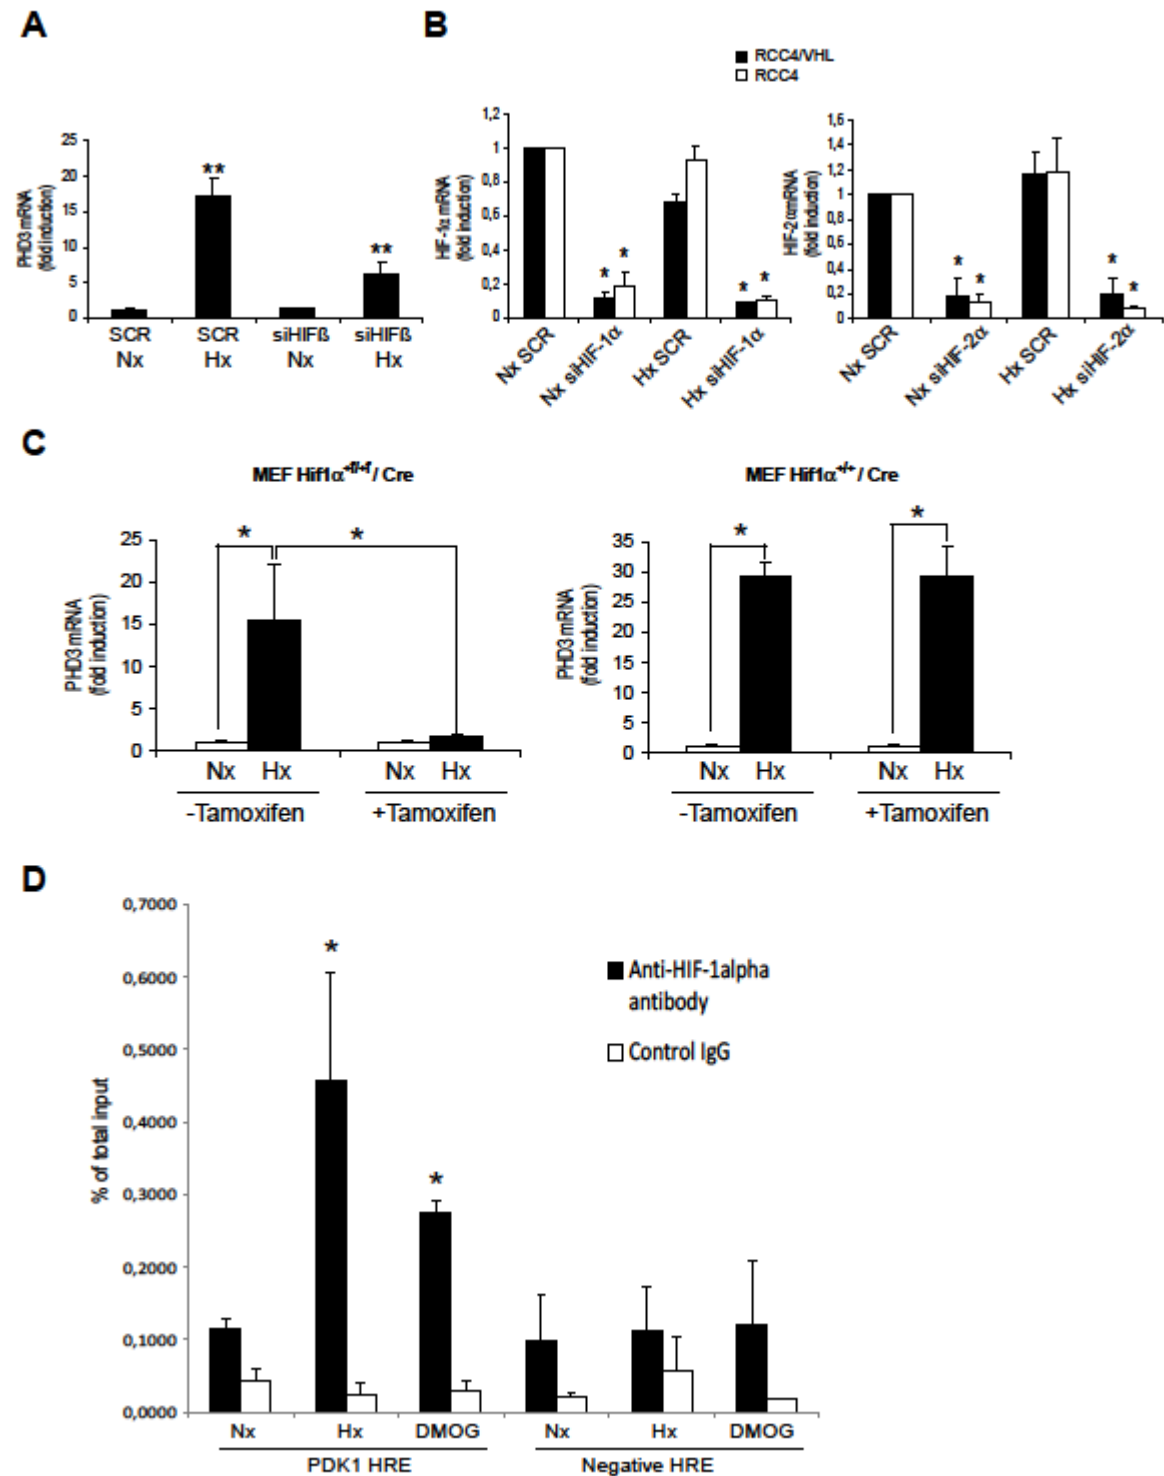 A
PHD3 mRNA
(fold induction)
25
20
15
10
5
0
**
**
SCR
Nx
SCR
Hx
siHIFß
Nx
siHIFß
Hx
B
RCC4/VHL
RCC4
HIF-1α mRNA
(fold induction)
1,2
1
0,8
0,6
0,4
0,2
0
* *
* *
Nx SCR
Nx siHIF-1α
Hx SCR
Hx siHIF-1α
HIF-2αmRNA
(fold induction)
1,6
1,4
1,2
1
0,8
0,6
0,4
0,2
0
* *
* *
Nx SCR
Nx siHIF-2α
Hx SCR
Hx siHIF-2α
C
MEF Hif1α+f/+f / Cre
PHD3 mRNA
(fold induction)
25
20
15
10
5
0
* *
Nx Hx Nx Hx
-Tamoxifen +Tamoxifen
MEF Hif1α+/+ / Cre
PHD3 mRNA
(fold induction)
35
30
25
20
15
10
5
0
* *
Nx Hx Nx Hx
-Tamoxifen +Tamoxifen
D
% of total input
0,7000
0,6000
0,5000
0,4000
0,3000
0,2000
0,1000
0,0000
*
*
Anti-HIF-1alpha
antibody
Control IgG
Nx Hx DMOG Nx Hx DMOG
PDK1 HRE Negative HRE